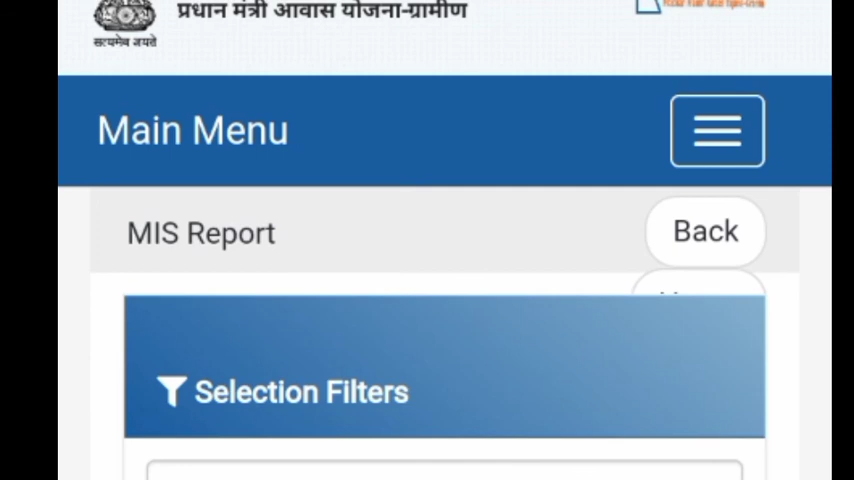 प्रधान मंत्री आवास योजना-ग्रामीण
सत्यमेव जयते
Main Menu
MIS Report
Back
Selection Filters